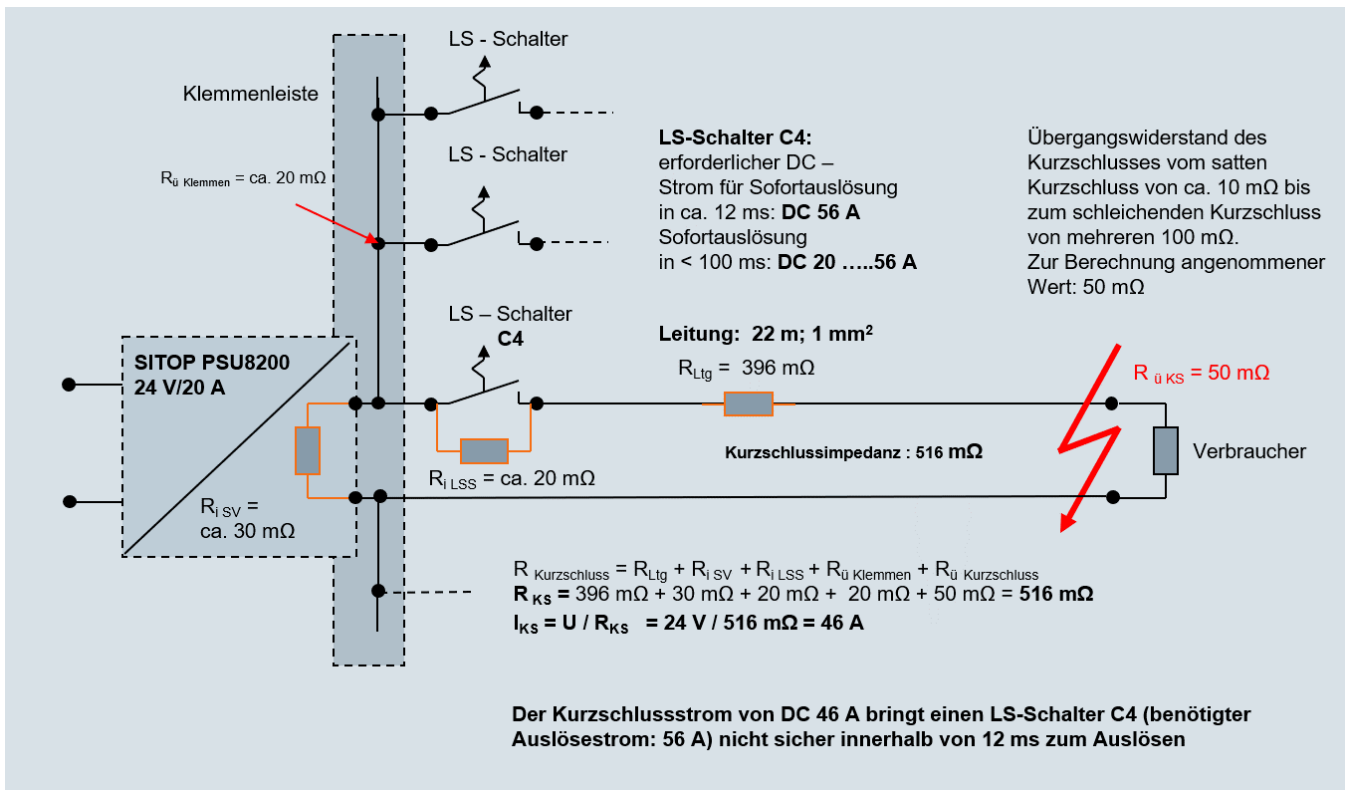 LS - Schalter
Klemmenleiste
LS - Schalter
R ü Klemmen = ca. 20 mΩ
LS-Schalter C4:
erforderlicher DC –
Strom für Sofortauslösung
in ca. 12 ms: DC 56 A
Sofortauslösung
in < 100 ms: DC 20 …..56 A
Übergangswiderstand des
Kurzschlusses vom satten
Kurzschluss von ca. 10 mΩ bis
zum schleichenden Kurzschluss
von mehreren 100 mΩ.
Zur Berechnung angenommener
Wert: 50 mΩ
LS – Schalter
C4
Leitung: 22 m; 1 mm²
RLtg = 396 mΩ
SITOP PSU8200
24 V/20 A
R ü KS = 50 mΩ
Kurzschlussimpedanz : 516 mΩ
Verbraucher
Ri LSS = ca. 20 mΩ
Ri SV =
ca. 30 mΩ
R Kurzschluss = RLtg + Ri SV + Ri LSS + Rü Klemmen + Rü Kurzschluss
R KS = 396 mΩ + 30 mΩ + 20 mΩ + 20 mΩ + 50 mΩ = 516 mΩ
IKS = U / RKS = 24 V / 516 mΩ = 46 A
Der Kurzschlussstrom von DC 46 A bringt einen LS-Schalter C4 (benötigter
Auslösestrom: 56 A) nicht sicher innerhalb von 12 ms zum Auslösen